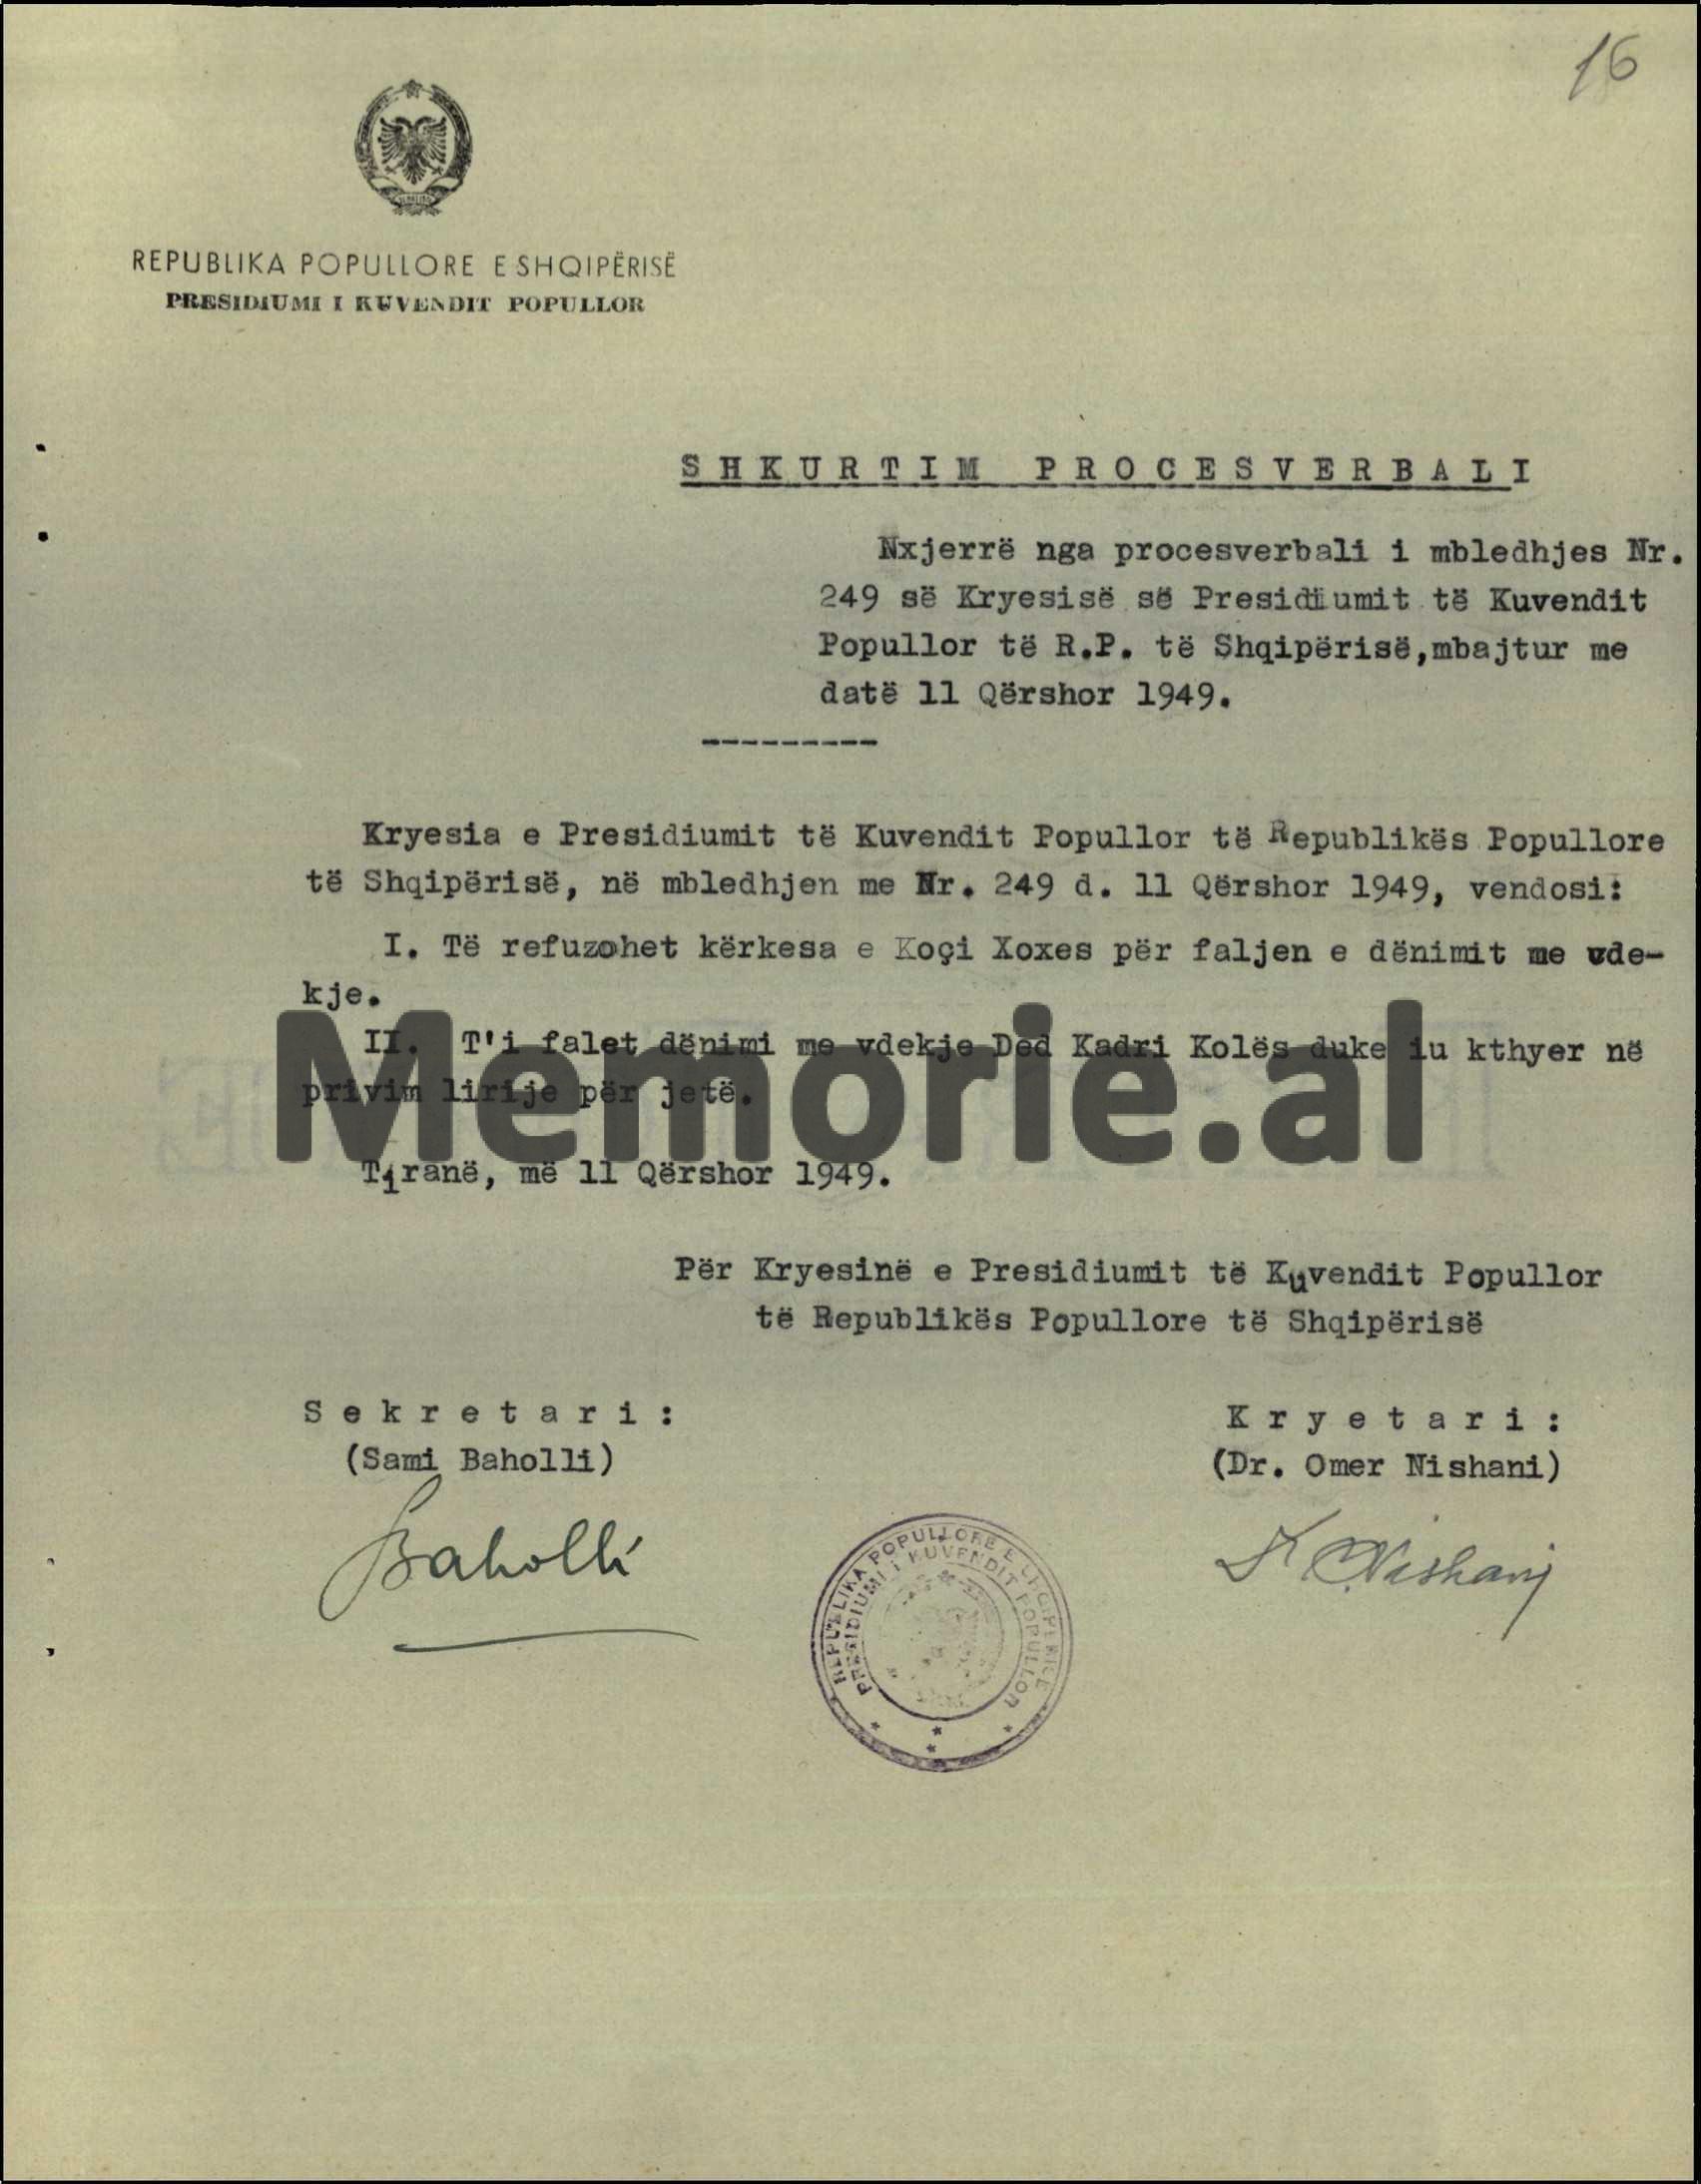 16
REPUBLIKA POPULLORE E SHQIPËRISË
PRESIDIUMI I KUVENDIT POPULLOR
SHKURTIM PROCESVERBALI
Nxjerrë nga procesverbali i mbledhjes Nr.
249 së Kryesisë së Presidiumit të Kuvendit
Popullor të R.P. të Shqipërisë,mbajtur me
datë 11 Qërshor 1949.
---------
Kryesia e Presidiumit të Kuvendit Popullor të Republikës Popullore
të Shqipërisë, në mbledhjen me Nr. 249 d. 11 Qërshor 1949, vendosi:
I. Të refuzohet kërkesa e Koçi Xoxes për faljen e dënimit me vde-
kje.
II. T'i falet dënimi me vdekje Ded Kadri Kolës duke iu kthyer në
privim lirije për jetë.
Memorie.al
Tiranë, më 11 Qërshor 1949.
Për Kryesinë e Presidiumit të Kuvendit Popullor
të Republikës Popullore të Shqipërisë
Sekretari:
(Sami Baholli)
Baholli
Kryetari:
(Dr. Omer Nishani)
Dr O Nishani
REPUBLIKA POPULLORE E SHQIPERISE
PRESIDIUMI I KUVENDIT POPULLOR